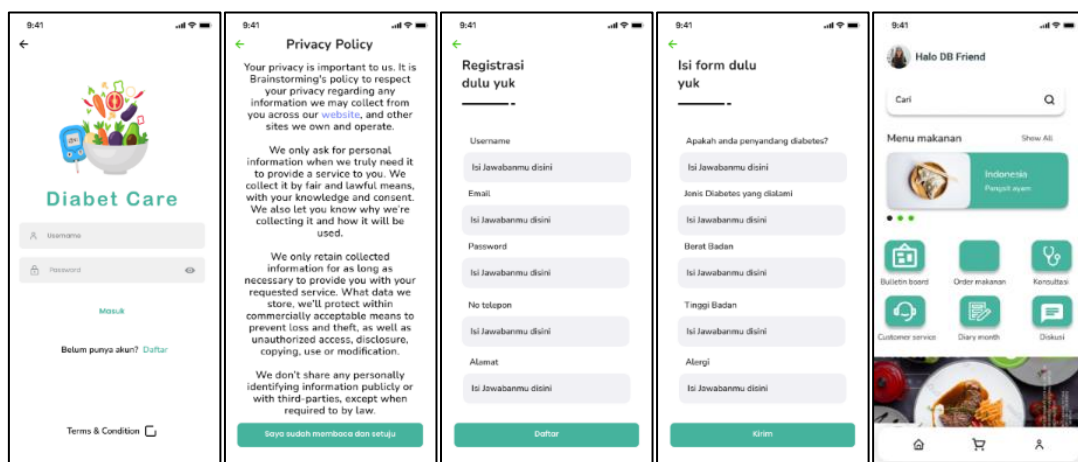 9:41
Diabet Care
Username
Password
Masuk
Belum punya akun? Daftar
Terms & Condition
9:41
Privacy Policy
Your privacy is important to us. It is
Brainstorming's policy to respect
your privacy regarding any
information we may collect from
you across our website, and other
sites we own and operate.
We only ask for personal
information when we truly need it
to provide a service to you. We
collect it by fair and lawful means,
with your knowledge and consent.
We also let you know why we're
collecting it and how it will be
used.
We only retain collected
information for as long as
necessary to provide you with your
requested service. What data we
store, we'll protect within
commercially acceptable means to
prevent loss and theft, as well as
unauthorized access, disclosure,
copying, use or modification.
We don't share any personally
identifying information publicly or
with third-parties, except when
required to by law.
Saya sudah membaca dan setuju
9:41
Registrasi
dulu yuk
Username
Isi Jawabanmu disini
Email
Isi Jawabanmu disini
Password
Isi Jawabanmu disini
No telepon
Isi Jawabanmu disini
Alamat
Isi Jawabanmu disini
Daftar
9:41
Isi form dulu
yuk
Apakah anda penyandang diabetes?
Isi Jawabanmu disini
Jenis Diabetes yang dialami
Isi Jawabanmu disini
Berat Badan
Isi Jawabanmu disini
Tinggi Badan
Isi Jawabanmu disini
Alergi
Isi Jawabanmu disini
Kirim
9:41
Halo DB Friend
Cari
Menu makanan Show All
Indonesia
Pangsit ayam
Bulletin board Order makanan Konsultasi
Customer service Diary month Diskusi